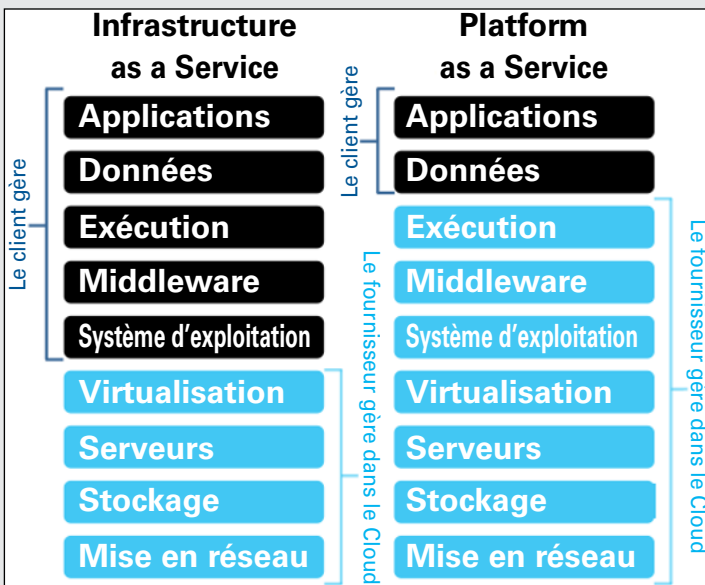 Infrastructure
as a Service
Le client gère
Applications
Données
Exécution
Middleware
Système d'exploitation
Virtualisation
Serveurs
Stockage
Mise en réseau
Le fournisseur gère dans le Cloud
Platform
as a Service
Le client gère
Applications
Données
Exécution
Middleware
Système d'exploitation
Virtualisation
Serveurs
Stockage
Mise en réseau
Le fournisseur gère dans le Cloud